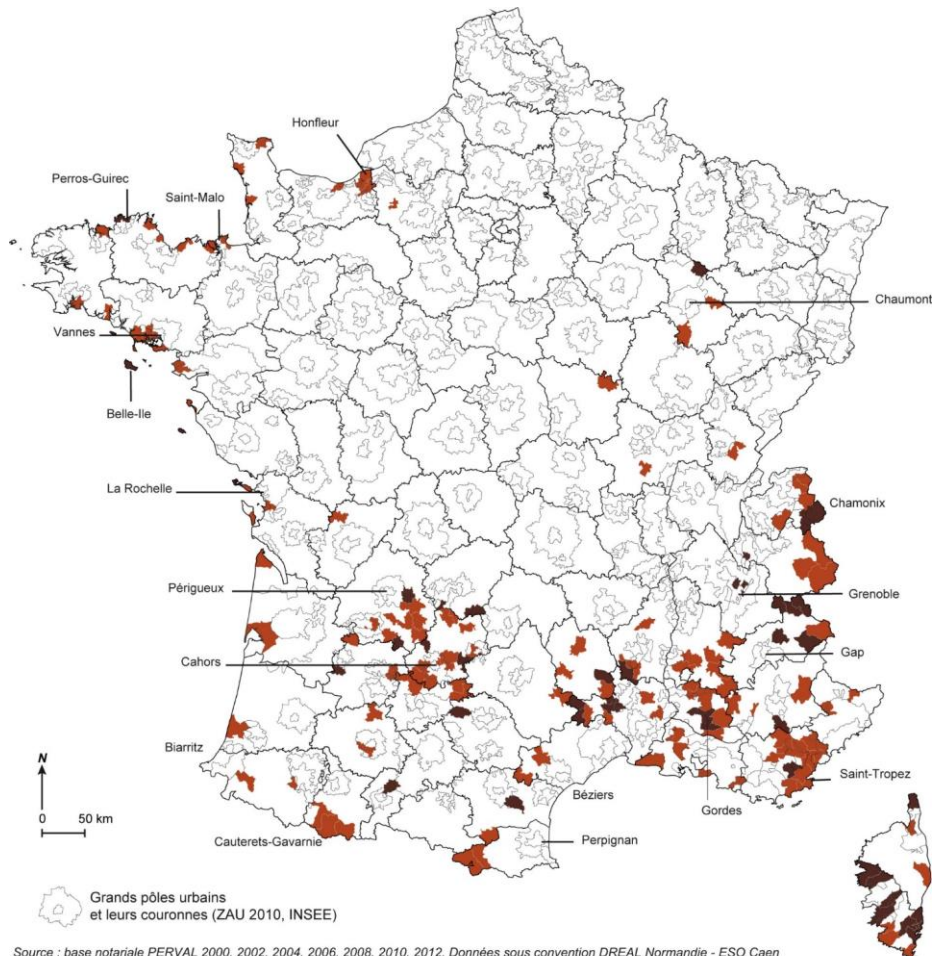 Honfleur
Perros-Guirec
Saint-Malo
Chaumont
Vannes
Belle-Ile
La Rochelle
Chamonix
Périgueux
Grenoble
Gap
Cahors
Biarritz
Saint-Tropez
N
Béziers
Gordes
0 50 km
Cauterets-Gavarnie
Perpignan
Grands pôles urbains
et leurs couronnes (ZAU 2010, INSEE)
Source : base notariale PERVAL 2000, 2002, 2004, 2006, 2008, 2010, 2012. Données sous convention DREAL Normandie - ESO Caen